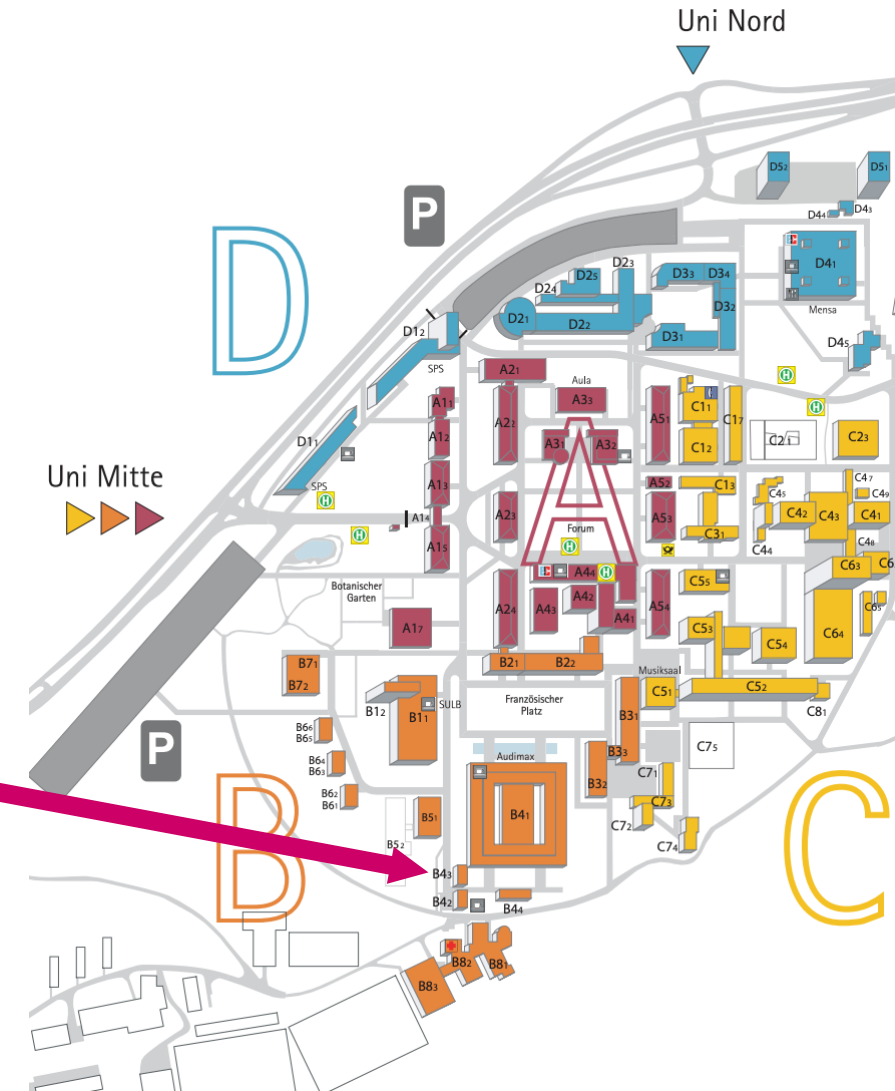 Uni Nord
D52
D51
D44
D43
P
D
D23
D25
D24
D33
D34
D41
D21
D22
D32
D31
Mensa
D12
SPS
D45
A21
Aula
H
A11
A33
A22
A51
C11
C17
H
A12
A31
A32
C12
C21
C23
D11
A
Uni Mitte
SPS
A13
A52
C13
C45
C47
C49
H
A14
A23
A53
C42
C43
C41
Forum
C31
H
A15
H
C44
C48
A44
H
C63
C6
Botanischer
Garten
C55
A24
A43
A42
A54
C65
A17
A41
C53
C54
C64
B71
B21
B22
Musiksaal
B72
C51
C52
B12
B11
SULB
Französischer
Platz
B31
C81
B66
B65
P
B33
C75
Audimax
B64
B63
B32
C71
B
C
B62
B61
B51
B41
C73
C72
B52
C74
B43
B42
B44
B82
B81
B83